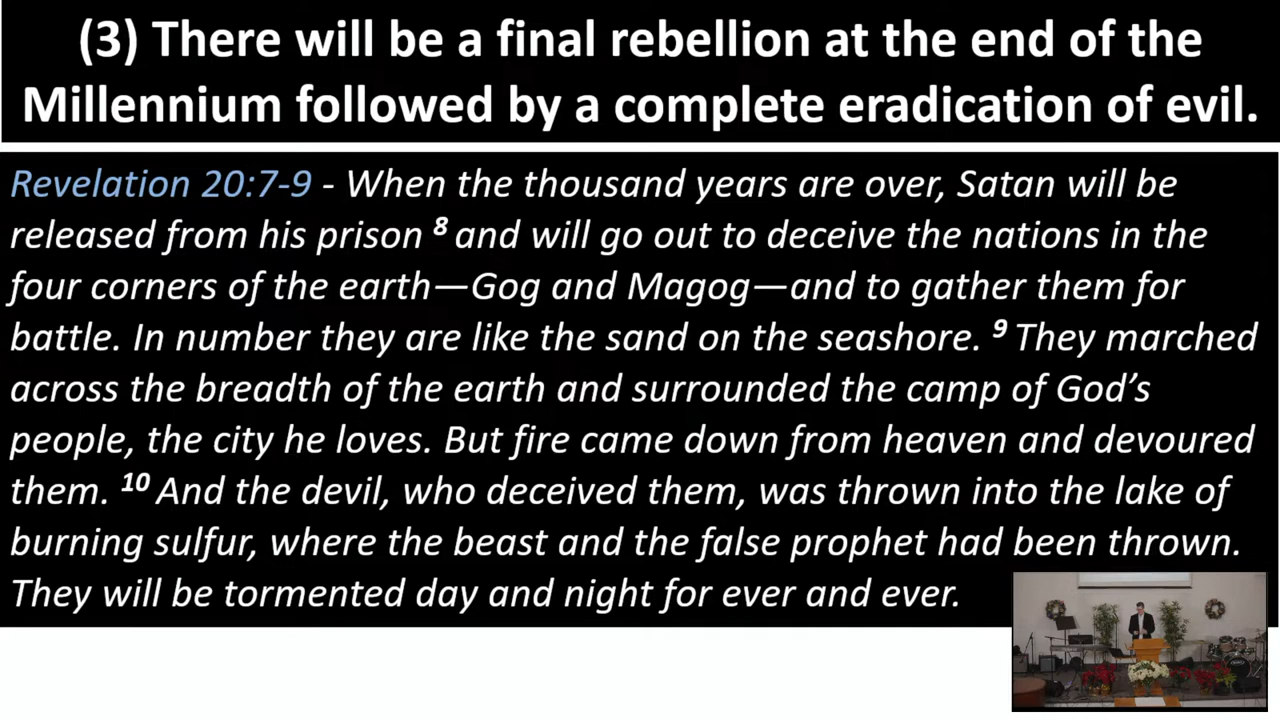 (3) There will be a final rebellion at the end of the
Millennium followed by a complete eradication of evil.
Revelation 20:7-9 - When the thousand years are over, Satan will be
released from his prison ⁸ and will go out to deceive the nations in the
four corners of the earth—Gog and Magog—and to gather them for
battle. In number they are like the sand on the seashore. ⁹ They marched
across the breadth of the earth and surrounded the camp of God’s
people, the city he loves. But fire came down from heaven and devoured
them. ¹⁰ And the devil, who deceived them, was thrown into the lake of
burning sulfur, where the beast and the false prophet had been thrown.
They will be tormented day and night for ever and ever.